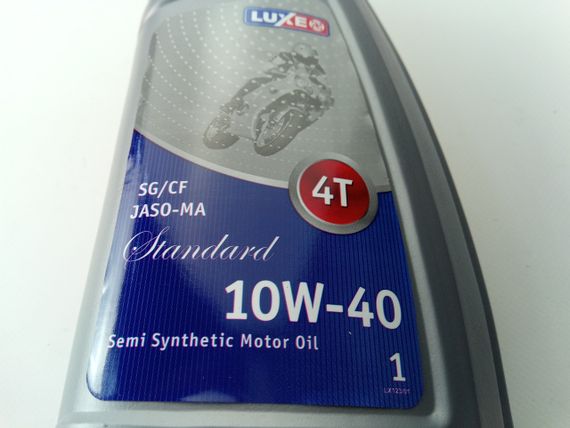 LUXE
4T
SG/CF
JASO-MA
Standard
10W-40
Semi Synthetic Motor Oil
1